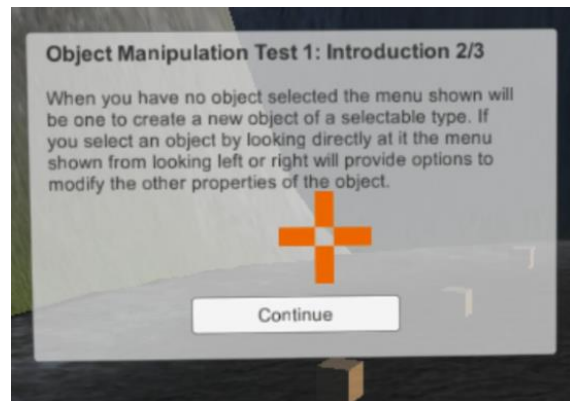 Object Manipulation Test 1: Introduction 2/3
When you have no object selected the menu shown will
be one to create a new object of a selectable type. If
you select an object by looking directly at it the menu
shown from looking left or right will provide options to
modify the other properties of the object.
Continue